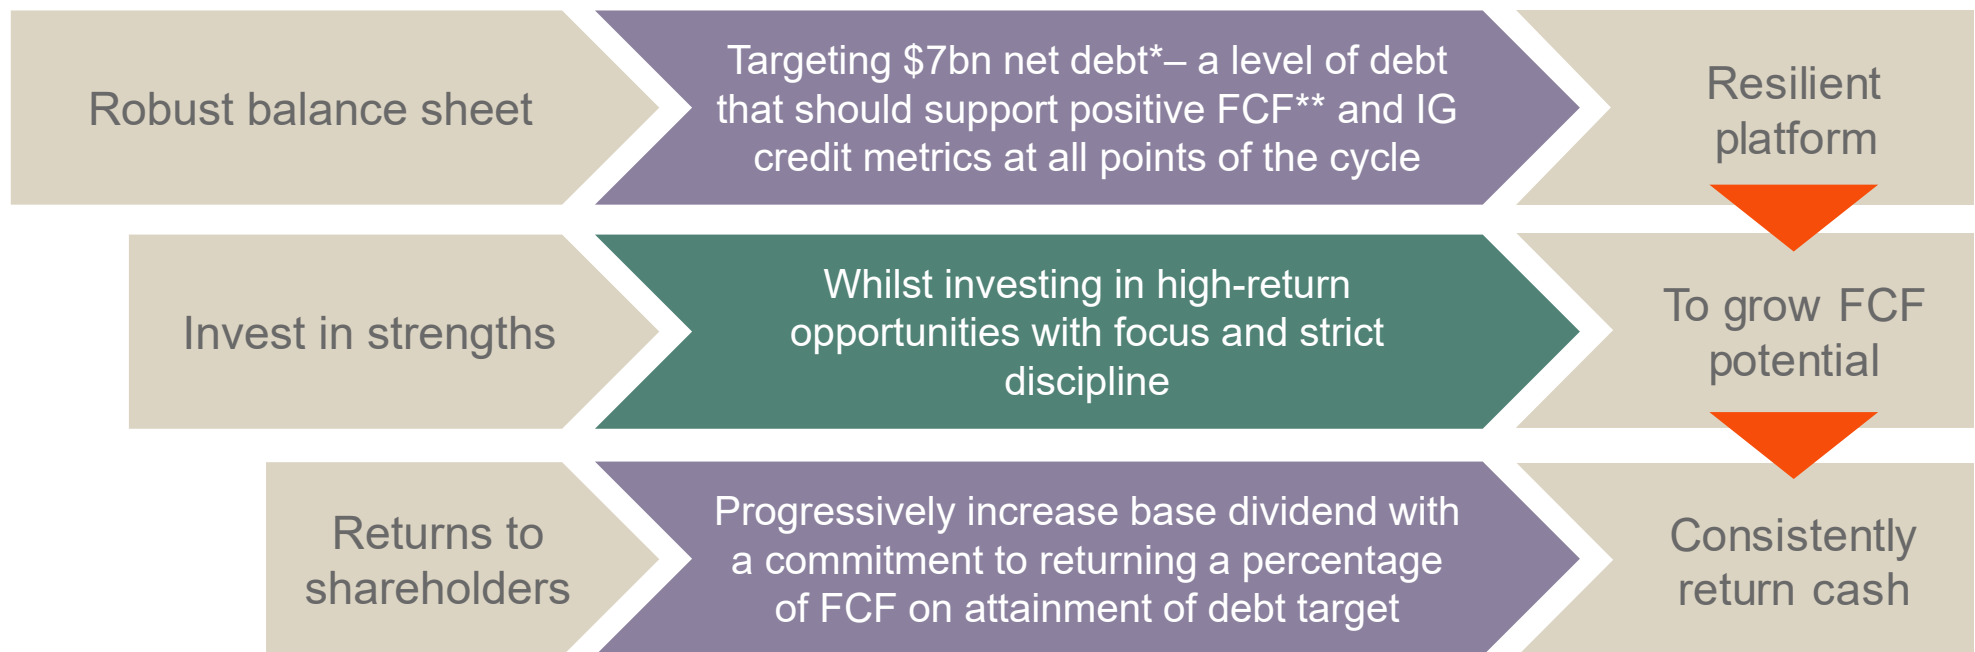 Robust balance sheet
Targeting $7bn net debt*– a level of debt
that should support positive FCF** and IG
credit metrics at all points of the cycle
Resilient
platform
Invest in strengths
Whilst investing in high-return
opportunities with focus and strict
discipline
To grow FCF
potential
Returns to
shareholders
Progressively increase base dividend with
a commitment to returning a percentage
of FCF on attainment of debt target
Consistently
return cash